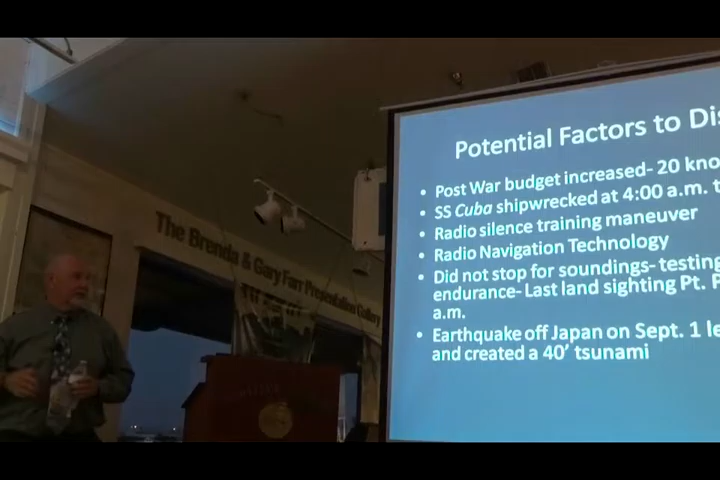 Potential Factors to Dis
• Post War budget increased- 20 kno
• SS Cuba shipwrecked at 4:00 a.m. t
• Radio silence training maneuver
• Radio Navigation Technology
• Did not stop for soundings- testing
endurance- Last land sighting Pt. P
a.m.
• Earthquake off Japan on Sept. 1 le
and created a 40' tsunami
The Brenda & Gary Farr Presentation Gallery